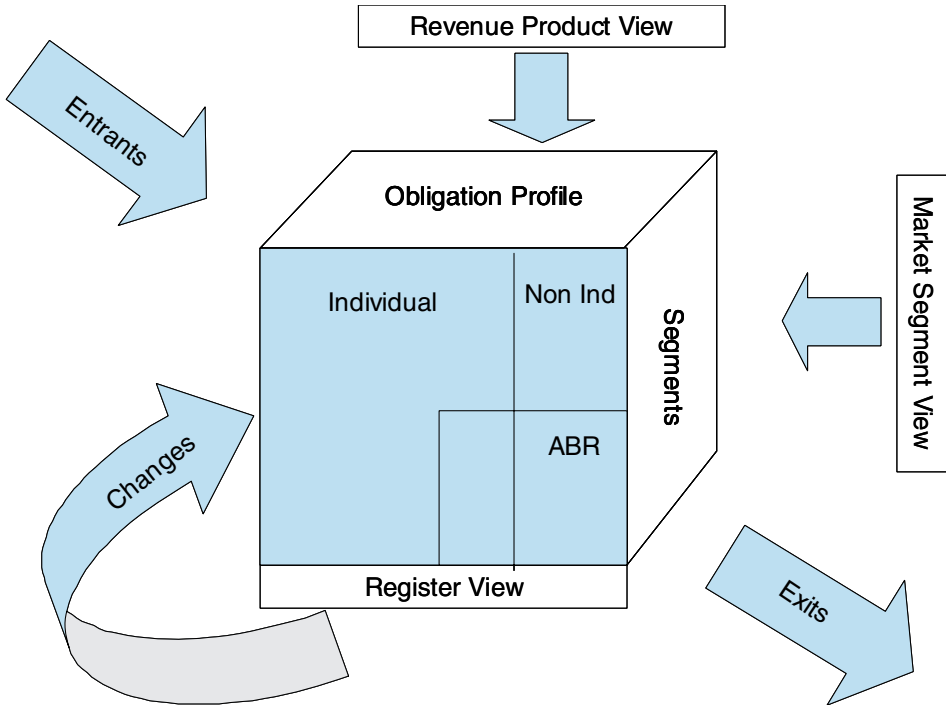 Revenue Product View
Entrants
Obligation Profile
Market Segment View
Individual
Non Ind
Segments
Changes
ABR
Register View
Exits